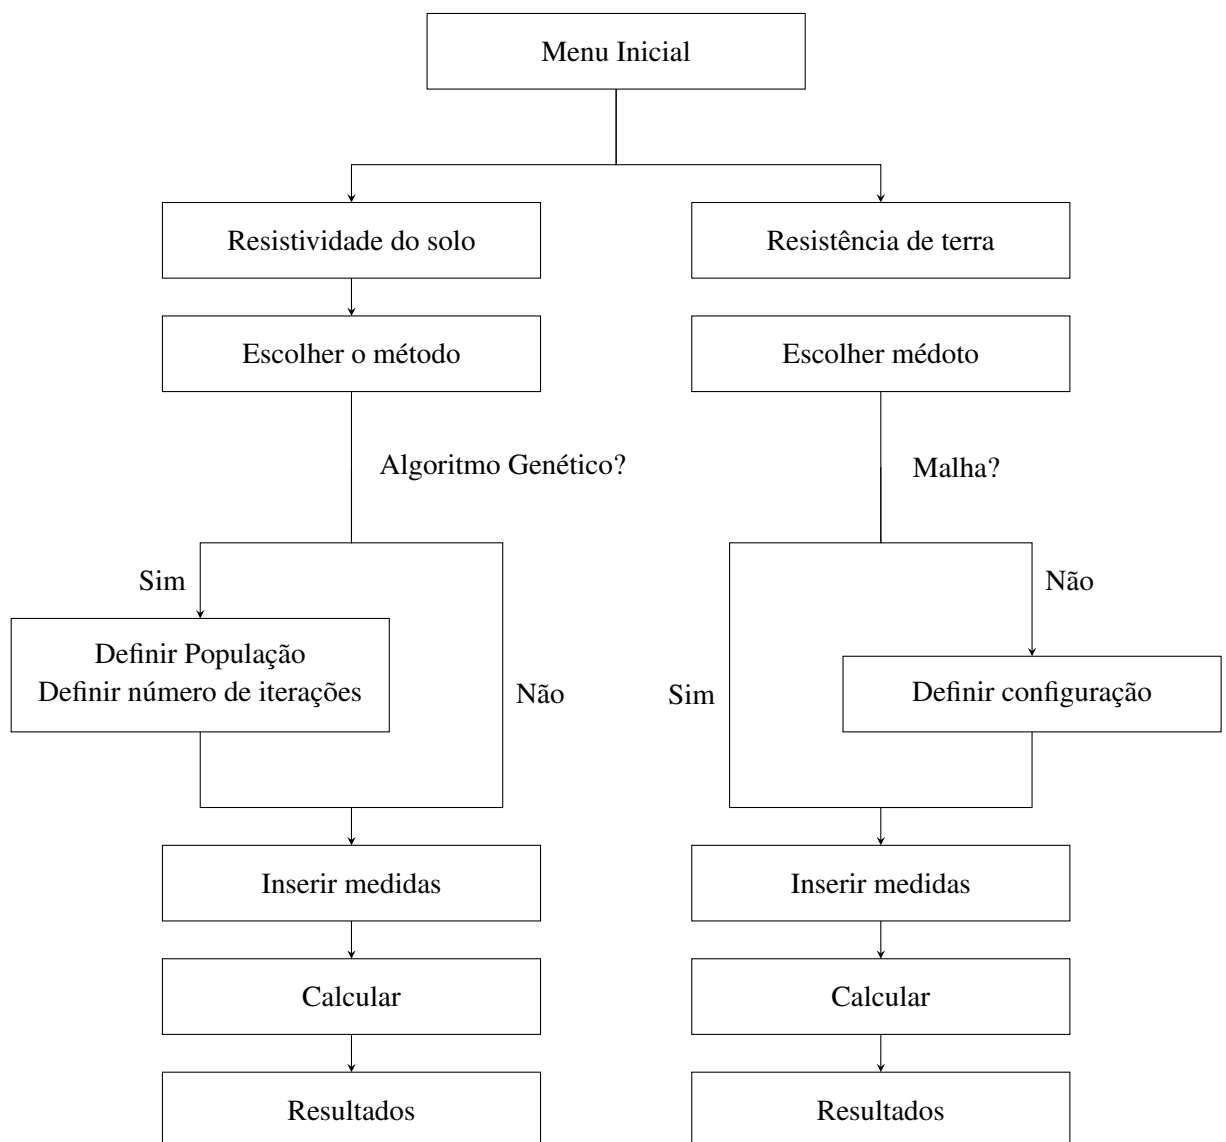 Menu Inicial
Resistividade do solo
Resistência de terra
Escolher o método
Escolher médoto
Algoritmo Genético?
Malha?
Sim
Não
Definir População
Definir número de iterações
Não
Sim
Definir configuração
Inserir medidas
Inserir medidas
Calcular
Calcular
Resultados
Resultados